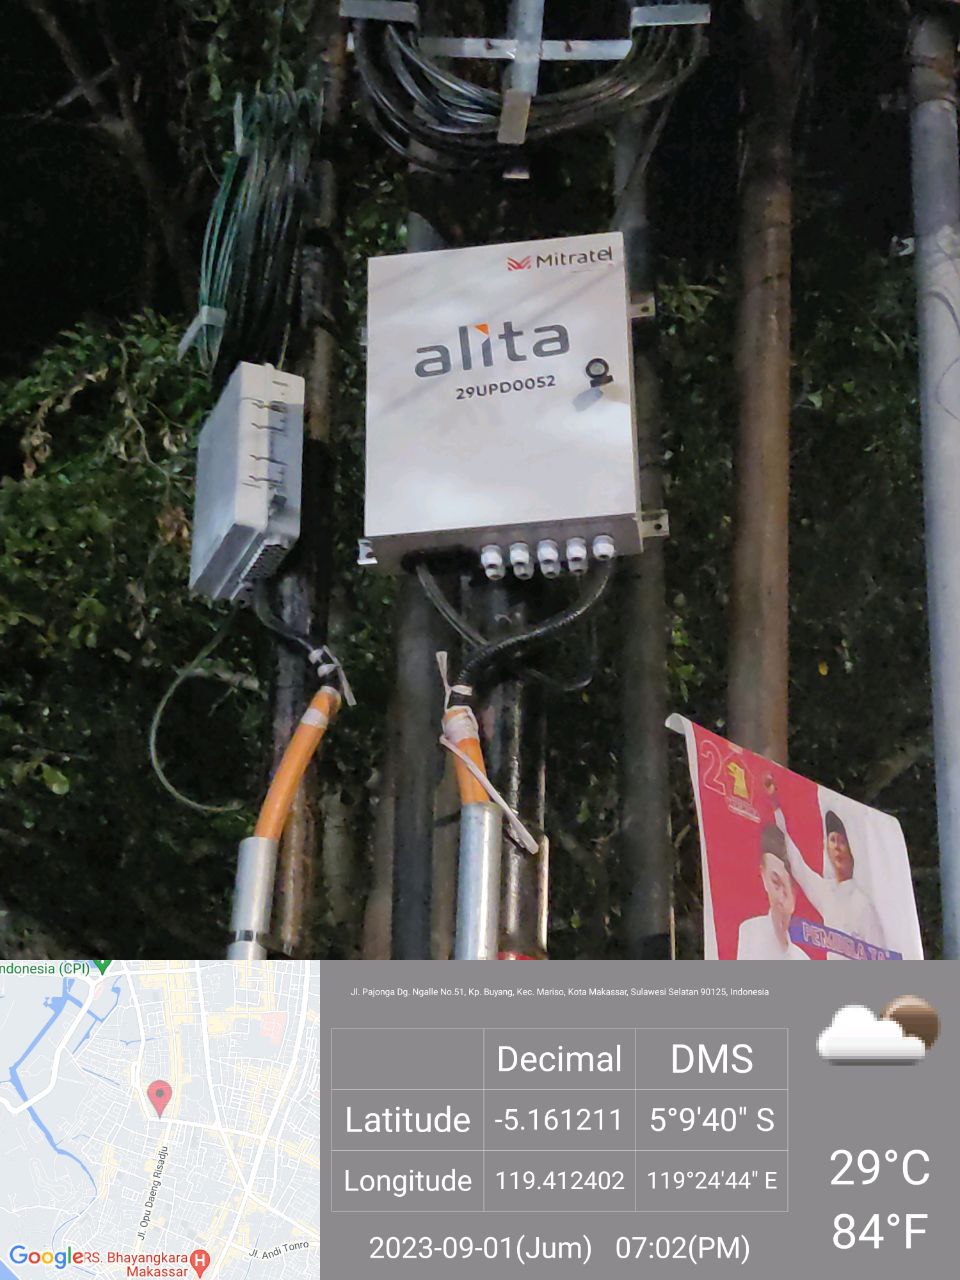 Mitratel
alita
29UPD0052
2
ndonesia (CPI)
Jl. Opu Daeng Risadju
Jl. Andi Tonro
Google
RS. Bhayangkara
Makassar
Jl. Pajonga Dg. Ngalle No.51, Kp. Buyang, Kec. Mariso, Kota Makassar, Sulawesi Selatan 90125, Indonesia
Decimal DMS
Latitude -5.161211 5°9'40" S
Longitude 119.412402 119°24'44" E
2023-09-01(Jum) 07:02(PM)
29°C
84°F